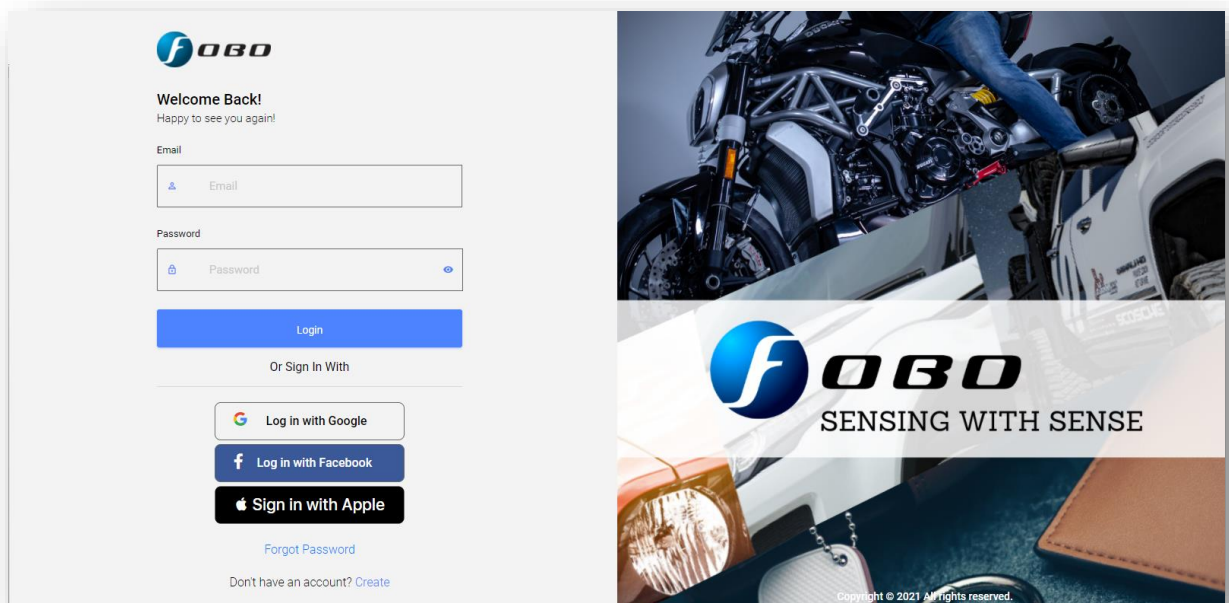 FOBO
Welcome Back!
Happy to see you again!
Email
Email
Password
Password
Login
Or Sign In With
Log in with Google
Log in with Facebook
Sign in with Apple
Forgot Password
Don't have an account? Create
FOBO
SENSING WITH SENSE
Copyright © 2021 All rights reserved.